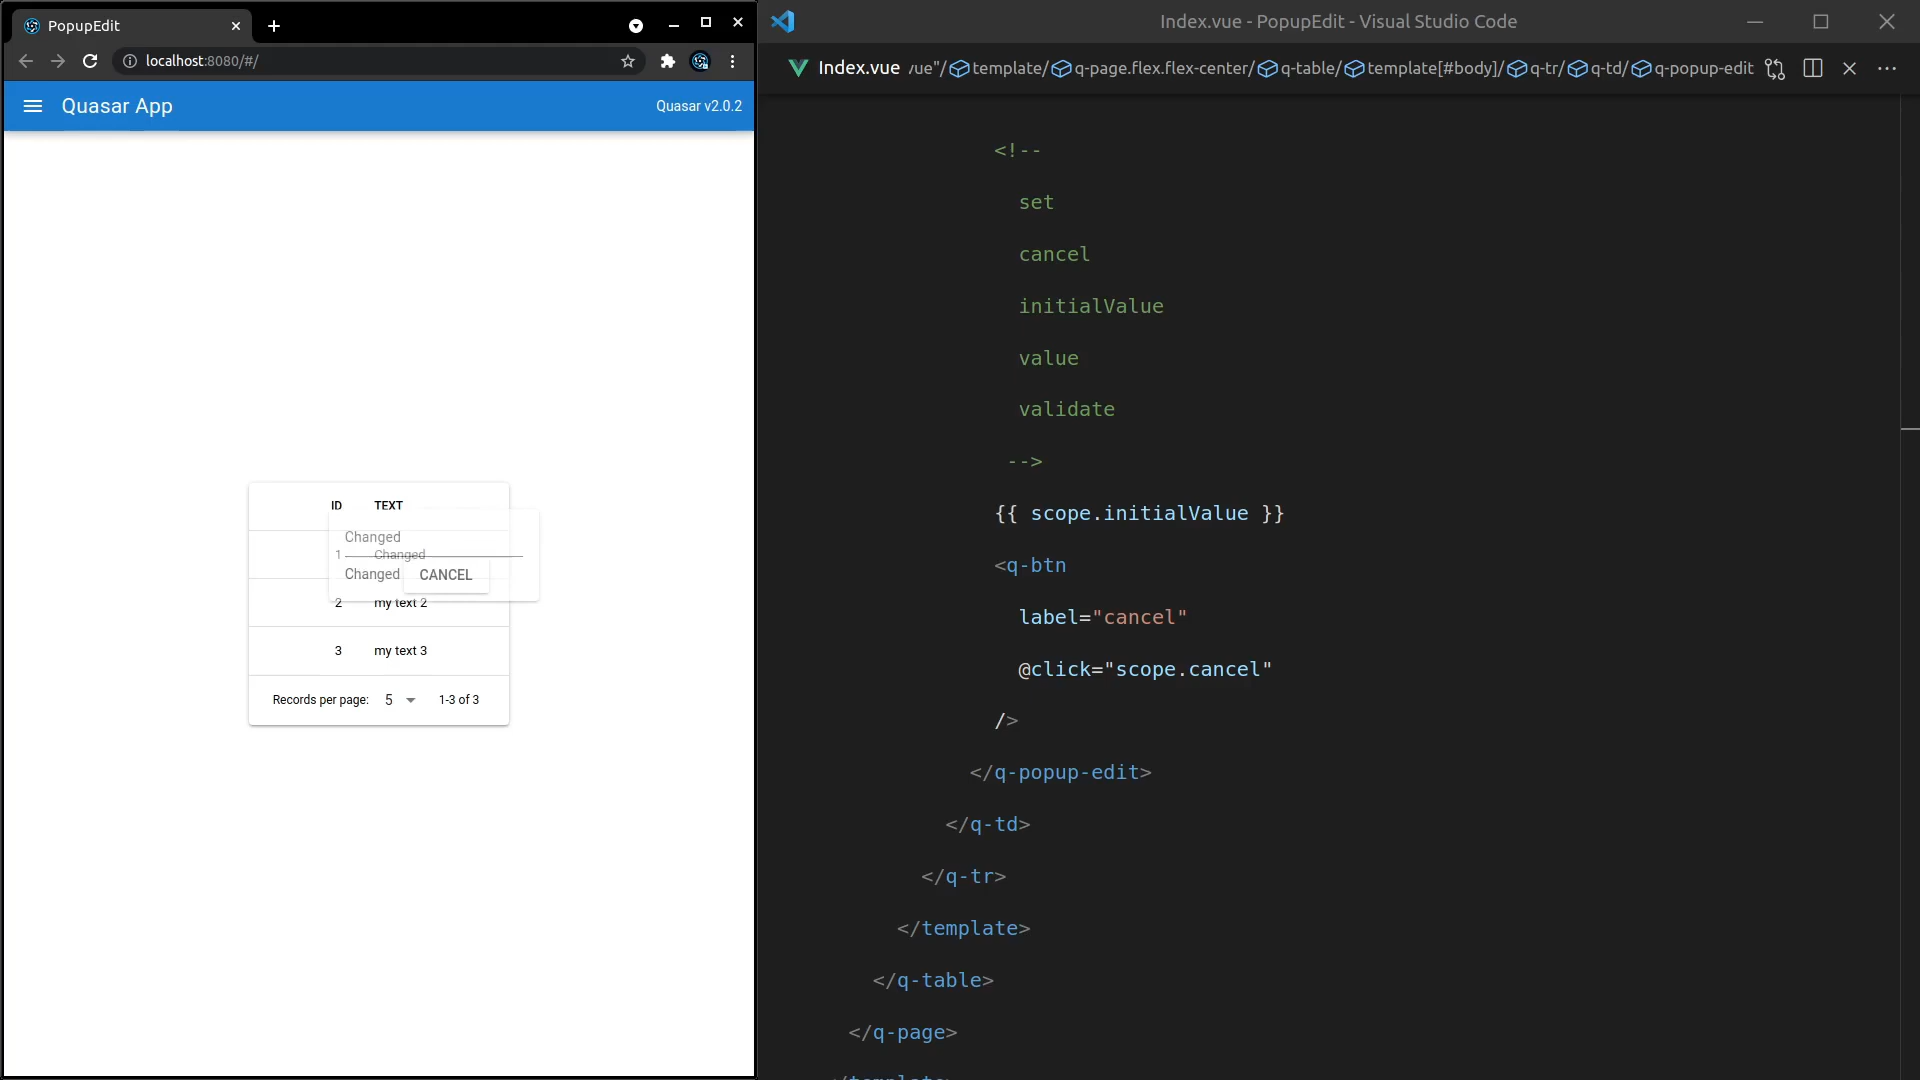 PopupEdit
localhost:8080/#/
Quasar App
Quasar v2.0.2
ID TEXT
Changed
1 Changed
Changed CANCEL
2 my text 2
3 my text 3
Records per page: 5 1-3 of 3
Index.vue - PopupEdit - Visual Studio Code
Index.vue vue"/ template/ q-page.flex.flex-center/ q-table/ template[#body]/ q-tr/ q-td/ q-popup-edit
<!--
set
cancel
initialValue
value
validate
-->
{{ scope.initialValue }}
<q-btn
label="cancel"
@click="scope.cancel"
/>
</q-popup-edit>
</q-td>
</q-tr>
</template>
</q-table>
</q-page>